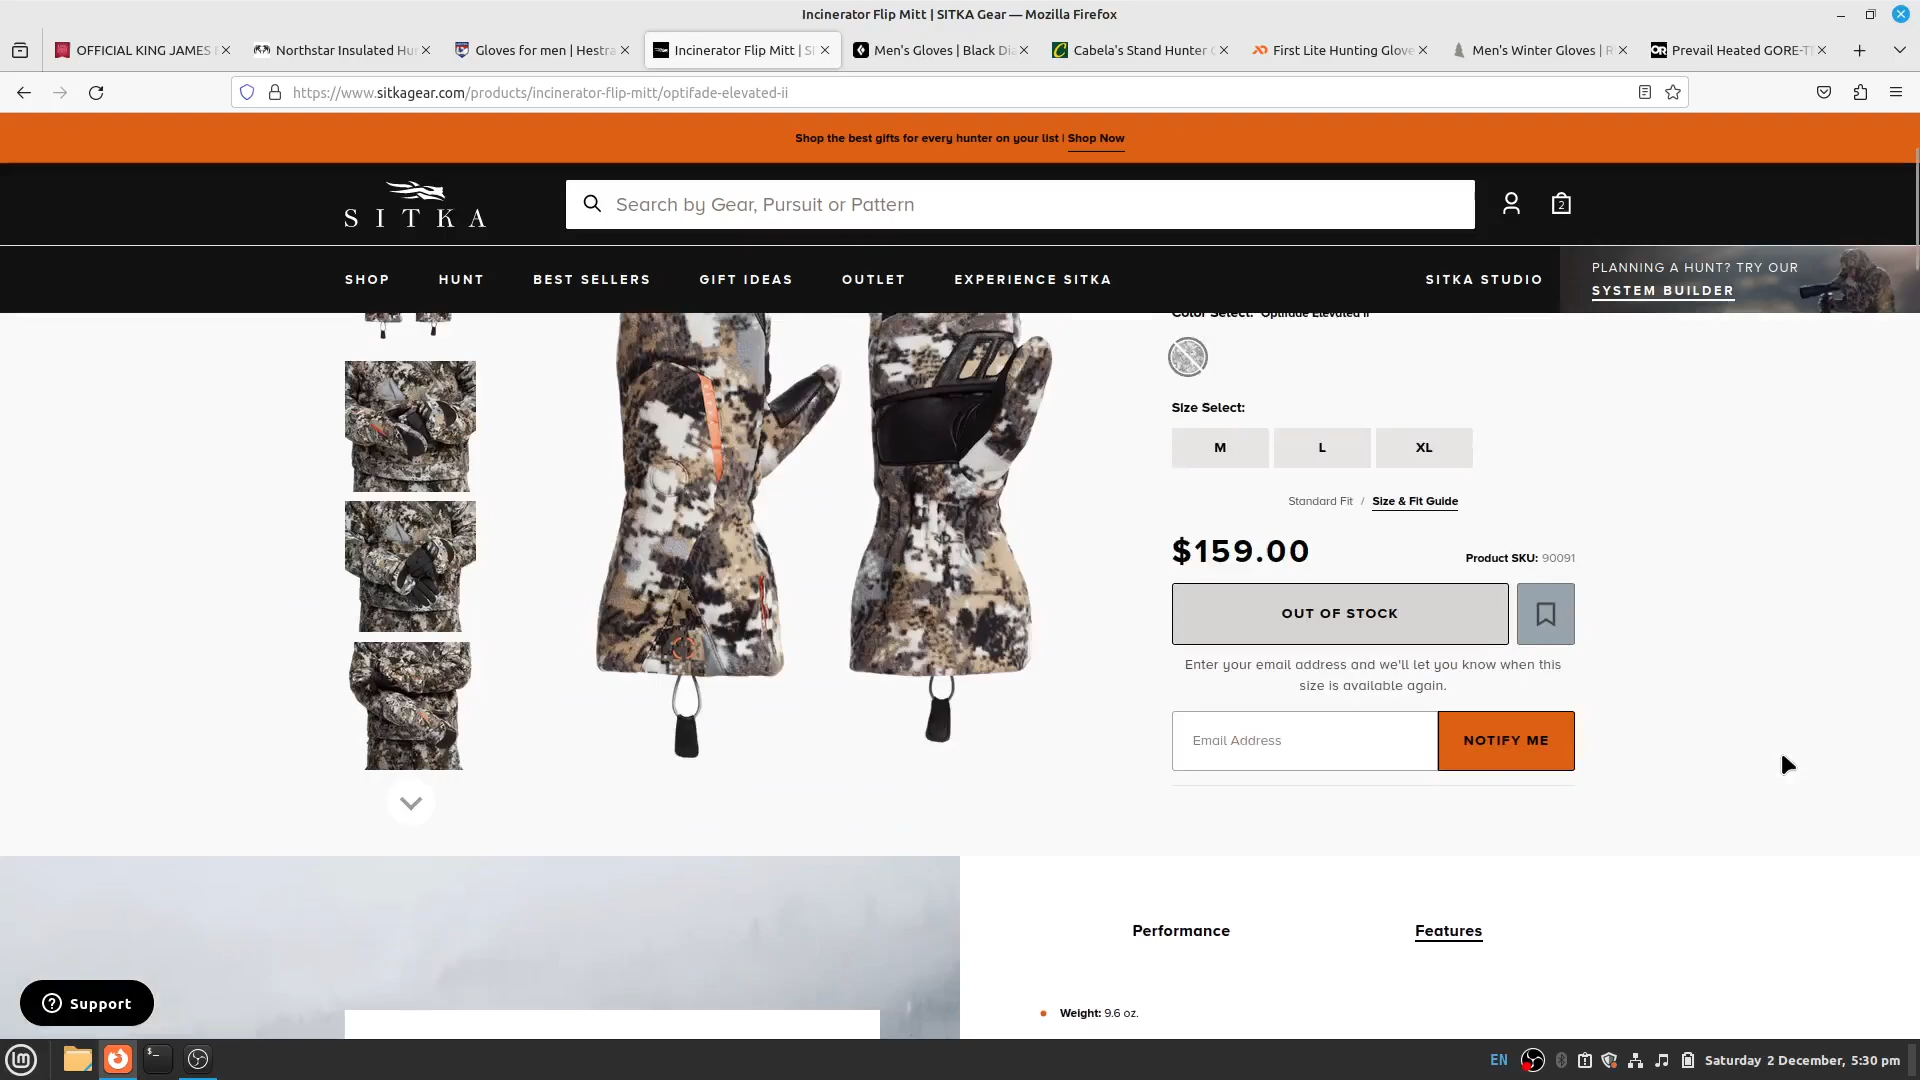 Incinerator Flip Mitt | SITKA Gear — Mozilla Firefox
OFFICIAL KING JAMES
Northstar Insulated Hu
Gloves for men | Hestra
Incinerator Flip Mitt | S
Men's Gloves | Black Dia
Cabela's Stand Hunter
First Lite Hunting Glove
Men's Winter Gloves | R
Prevail Heated GORE-T
https://www.sitkagear.com/products/incinerator-flip-mitt/optifade-elevated-ii
Shop the best gifts for every hunter on your list | Shop Now
SITKA
Search by Gear, Pursuit or Pattern
2
SHOP
HUNT
BEST SELLERS
GIFT IDEAS
OUTLET
EXPERIENCE SITKA
SITKA STUDIO
PLANNING A HUNT? TRY OUR
SYSTEM BUILDER
Color Select: Optifade Elevated II
Size Select:
M
L
XL
Standard Fit / Size & Fit Guide
$159.00
Product SKU: 90091
OUT OF STOCK
Enter your email address and we'll let you know when this
size is available again.
Email Address
NOTIFY ME
Performance
Features
Weight: 9.6 oz.
Support
EN
Saturday 2 December, 5:30 pm